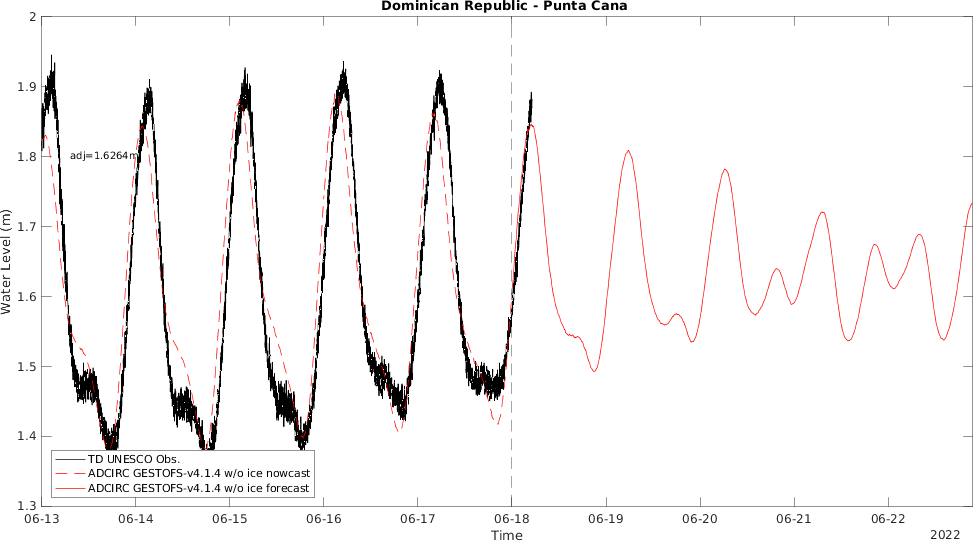 Dominican Republic - Punta Cana
2
1.9
1.8
1.7
1.6
1.5
1.4
1.3
Water Level (m)
adj=1.6264m
TD UNESCO Obs.
ADCIRC GESTOFS-v4.1.4 w/o ice nowcast
ADCIRC GESTOFS-v4.1.4 w/o ice forecast
06-13 06-14 06-15 06-16 06-17 06-18 06-19 06-20 06-21 06-22
Time
2022